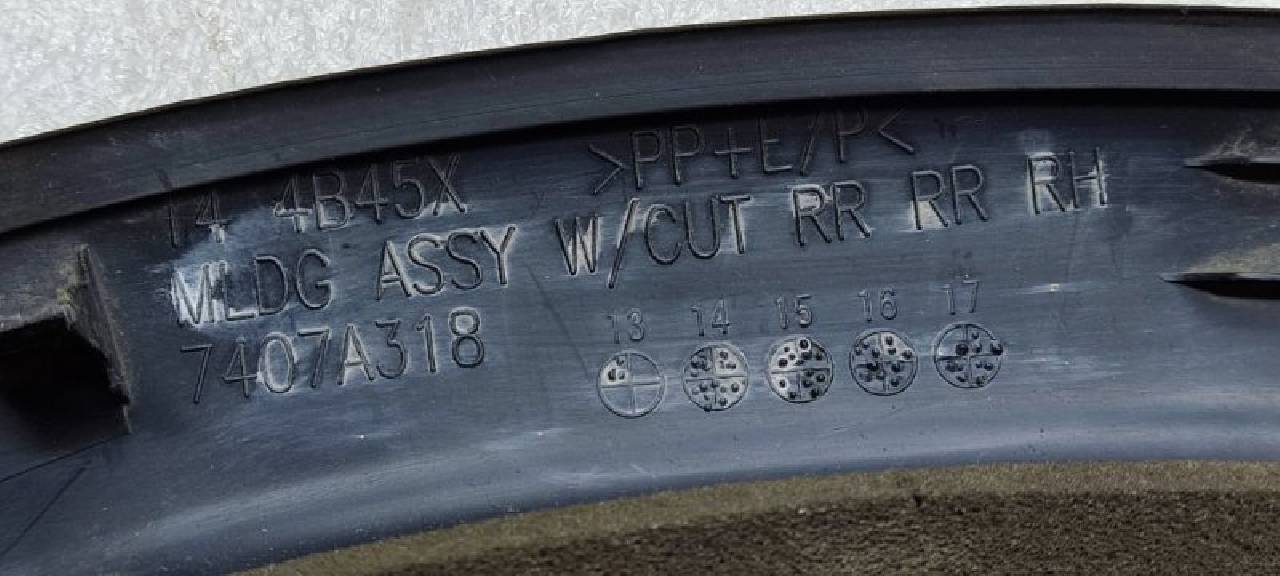 14 4B45X >PP+E/P<
MLDG ASSY W/CUT RR RR RH
7407A318
13 14 15 16 17